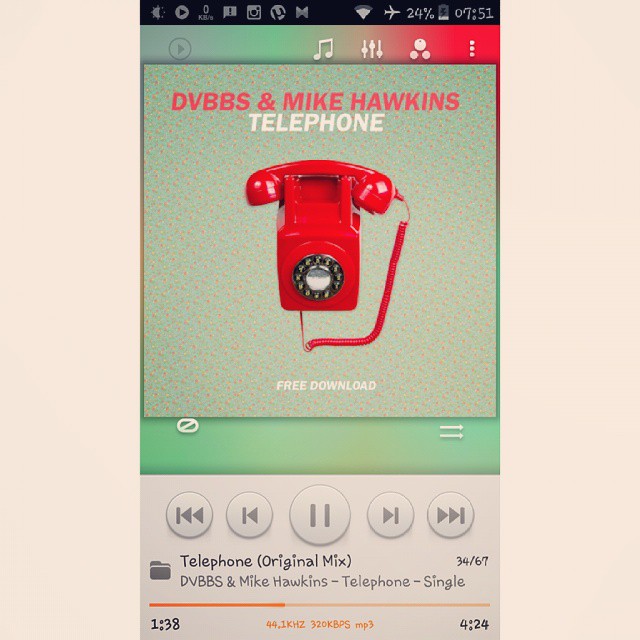 0
KB/s
24% 07:51
DVBBS & MIKE HAWKINS
TELEPHONE
FREE DOWNLOAD
Telephone (Original Mix) 34/67
DVBBS & Mike Hawkins - Telephone - Single
1:38 44.1KHZ 320KBPS mp3 4:24